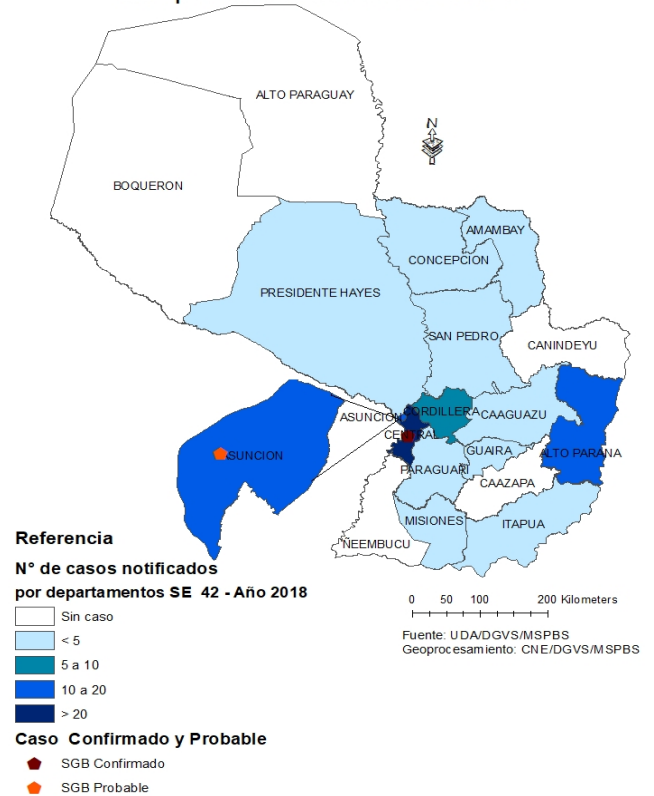 ALTO PARAGUAY
N
BOQUERON
AMAMBAY
CONCEPCION
PRESIDENTE HAYES
SAN PEDRO
CANINDEYU
ASUNCION
CORDILLERA
CAAGUAZU
CENTRAL
ASUNCION
GUAIRA
ALTO PARANA
PARAGUARI
CAAZAPA
MISIONES
ITAPUA
ÑEEMBUCU
Referencia
N° de casos notificados
por departamentos SE 42 - Año 2018
Sin caso
< 5
5 a 10
10 a 20
> 20
0 50 100 200 Kilometers
Fuente: UDA/DGVS/MSPBS
Geoprocesamiento: CNE/DGVS/MSPBS
Caso Confirmado y Probable
SGB Confirmado
SGB Probable